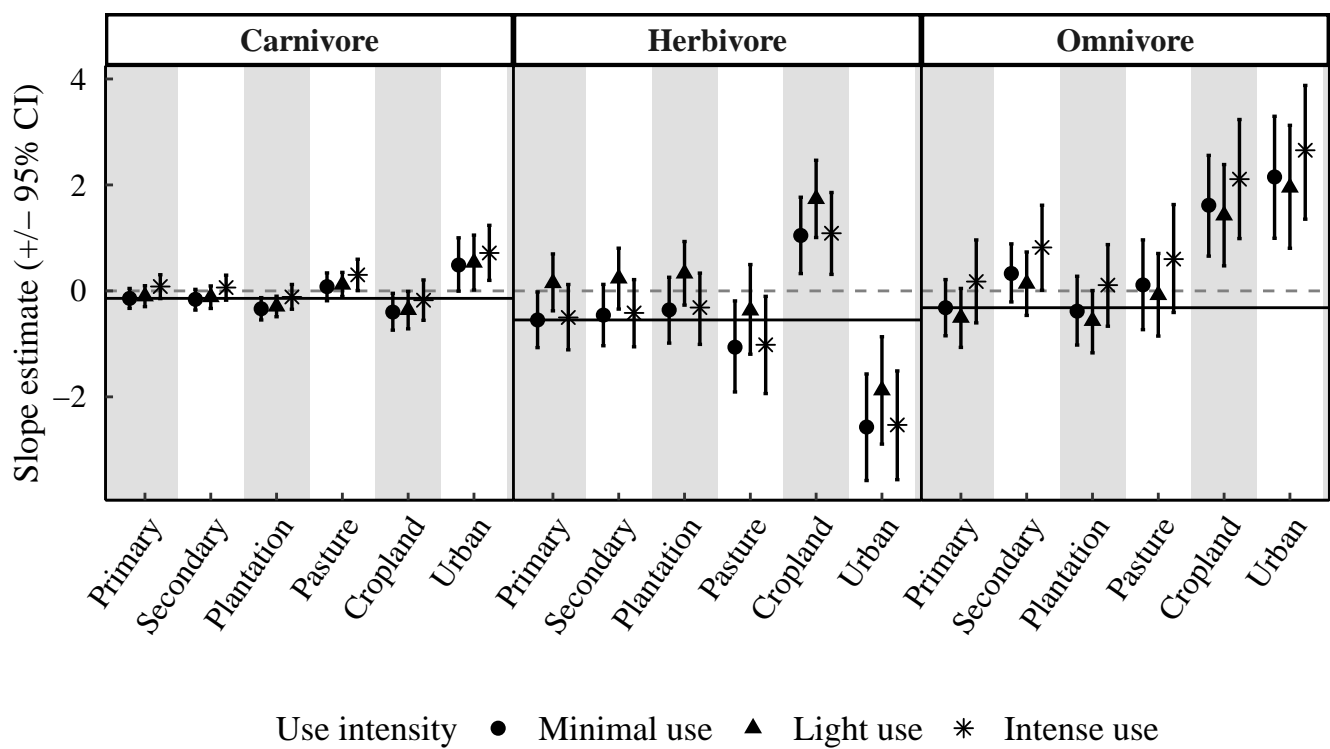 Carnivore Herbivore Omnivore
Slope estimate (+/− 95% CI)
4
2
0
−2
Primary Secondary Plantation Pasture Cropland Urban Primary Secondary Plantation Pasture Cropland Urban Primary Secondary Plantation Pasture Cropland Urban
Use intensity Minimal use Light use Intense use